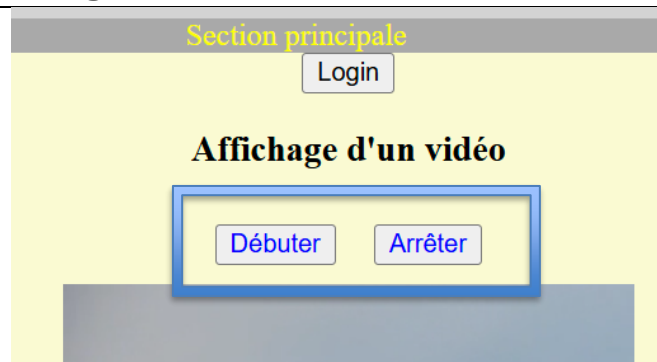 Section principale
Login
Affichage d'un vidéo
Débuter Arrêter